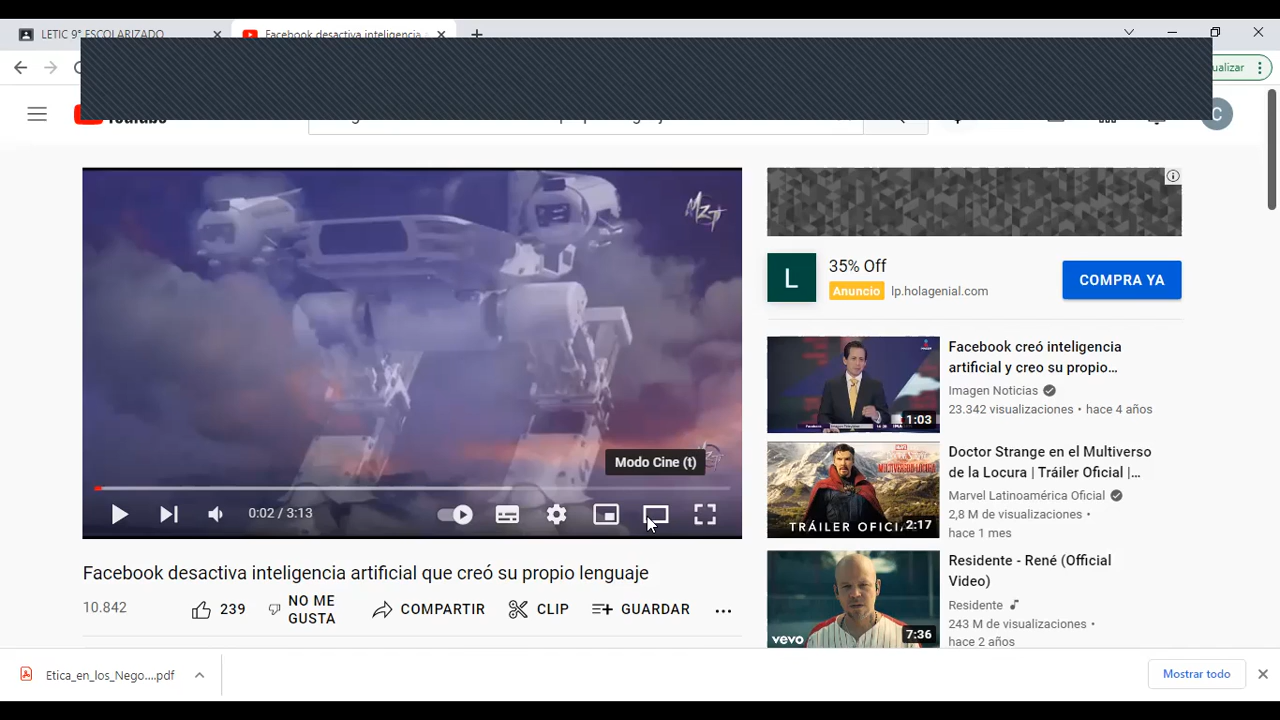 LETIC 9° ESCOLARIZADO
Facebook desactiva inteligencia
ualizar
YouTube
C
MZT
Modo Cine (t)
0:02 / 3:13
Facebook desactiva inteligencia artificial que creó su propio lenguaje
10.842
239
NO ME
GUSTA
COMPARTIR
CLIP
GUARDAR
L
35% Off
Anuncio
lp.holagenial.com
COMPRA YA
1:03
Facebook creó inteligencia
artificial y creo su propio…
Imagen Noticias
23.342 visualizaciones • hace 4 años
TRÁILER OFICI
2:17
Doctor Strange en el Multiverso
de la Locura | Tráiler Oficial |…
Marvel Latinoamérica Oficial
2,8 M de visualizaciones •
hace 1 mes
vevo
7:36
Residente - René (Official
Video)
Residente
243 M de visualizaciones •
hace 2 años
Etica_en_los_Nego....pdf
Mostrar todo